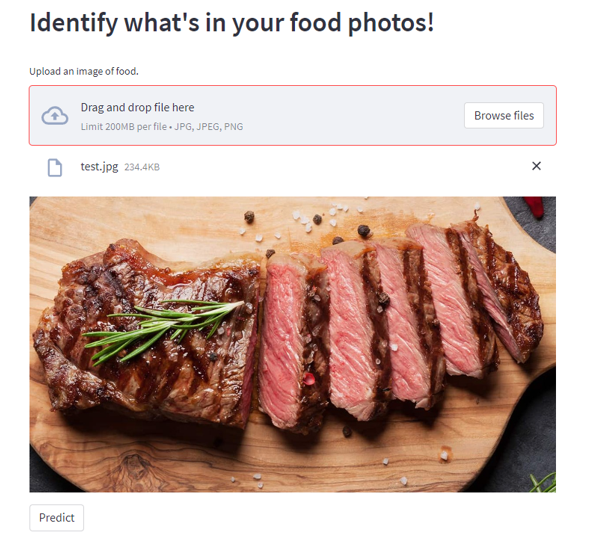 Identify what's in your food photos!
Upload an image of food.
Drag and drop file here
Limit 200MB per file • JPG, JPEG, PNG
Browse files
test.jpg 234.4KB
Predict